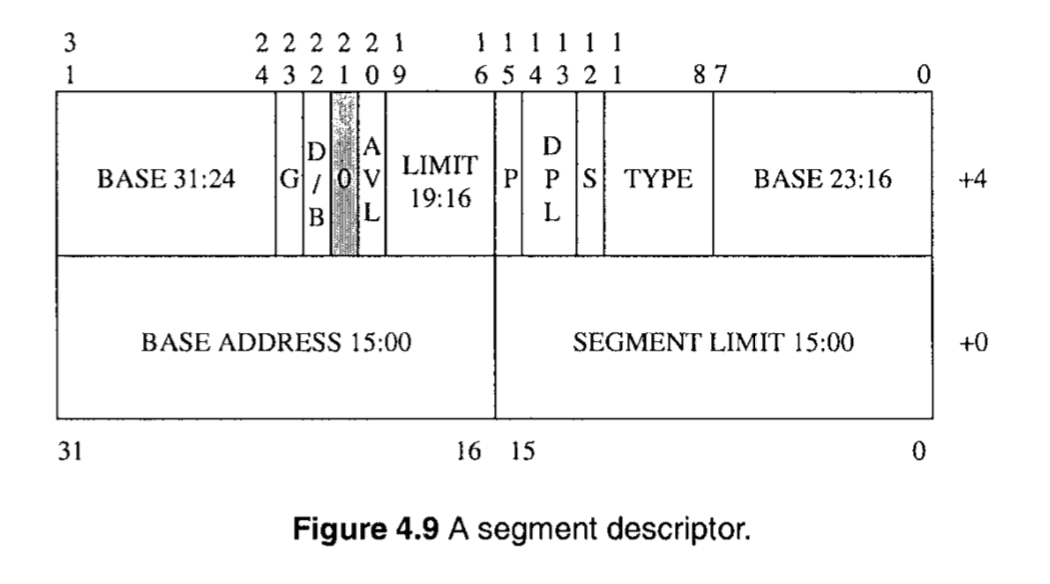 3 2 2 2 2 2 1 1 1 1 1 1 1
1 4 3 2 1 0 9 6 5 4 3 2 1 8 7 0
BASE 31:24 G D/B 0 AVL LIMIT 19:16 P DPL S TYPE BASE 23:16 +4
BASE ADDRESS 15:00 SEGMENT LIMIT 15:00 +0
31 16 15 0
Figure 4.9 A segment descriptor.